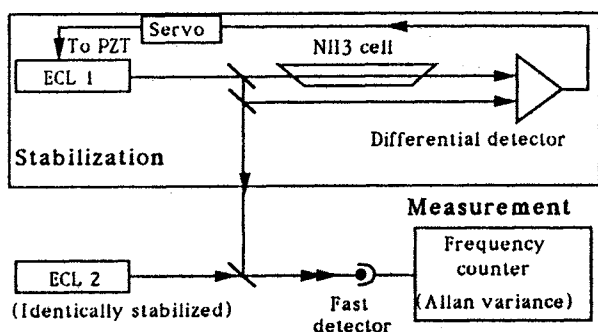 Servo
To PZT
NH3 cell
ECL 1
Differential detector
Stabilization
Measurement
Frequency
counter
(Allan variance)
ECL 2
(Identically stabilized)
Fast
detector